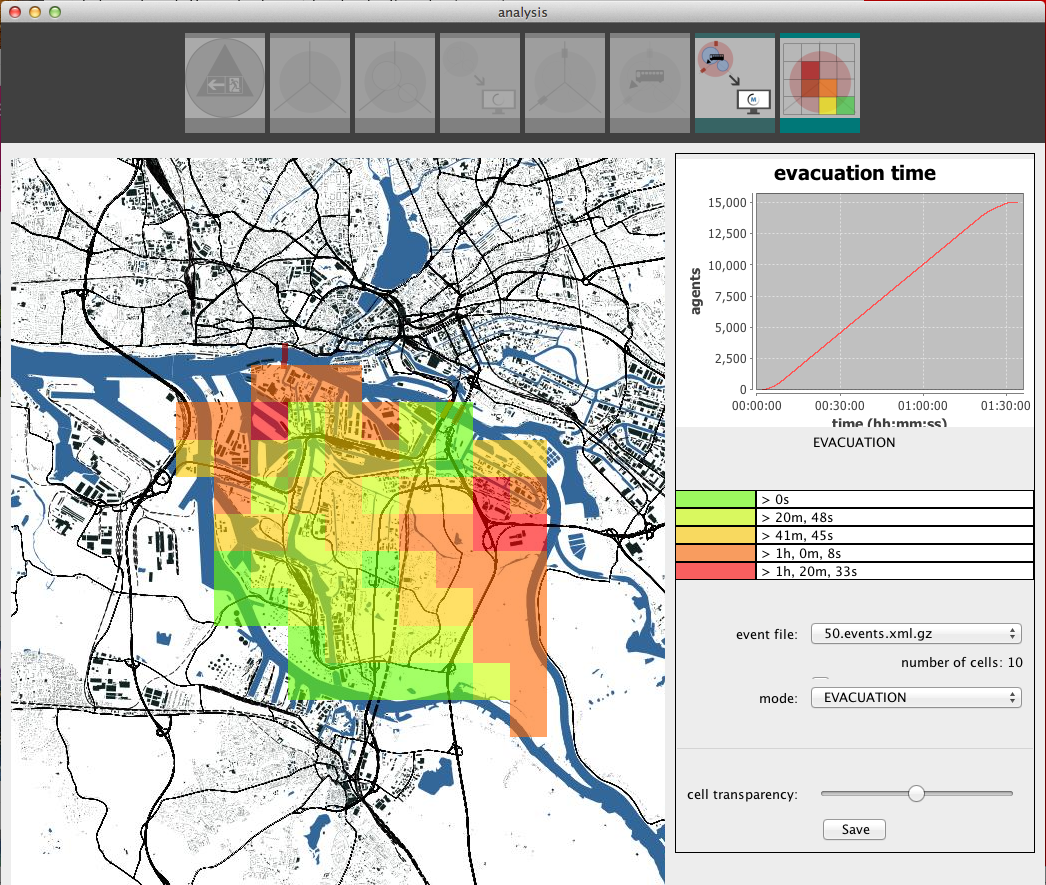 analysis
M
evacuation time
15,000
12,500
10,000
7,500
5,000
2,500
0
agents
00:00:00 00:30:00 01:00:00 01:30:00
time (hh:mm:ss)
EVACUATION
> 0s
> 20m, 48s
> 41m, 45s
> 1h, 0m, 8s
> 1h, 20m, 33s
event file: 50.events.xml.gz
number of cells: 10
mode: EVACUATION
cell transparency:
Save